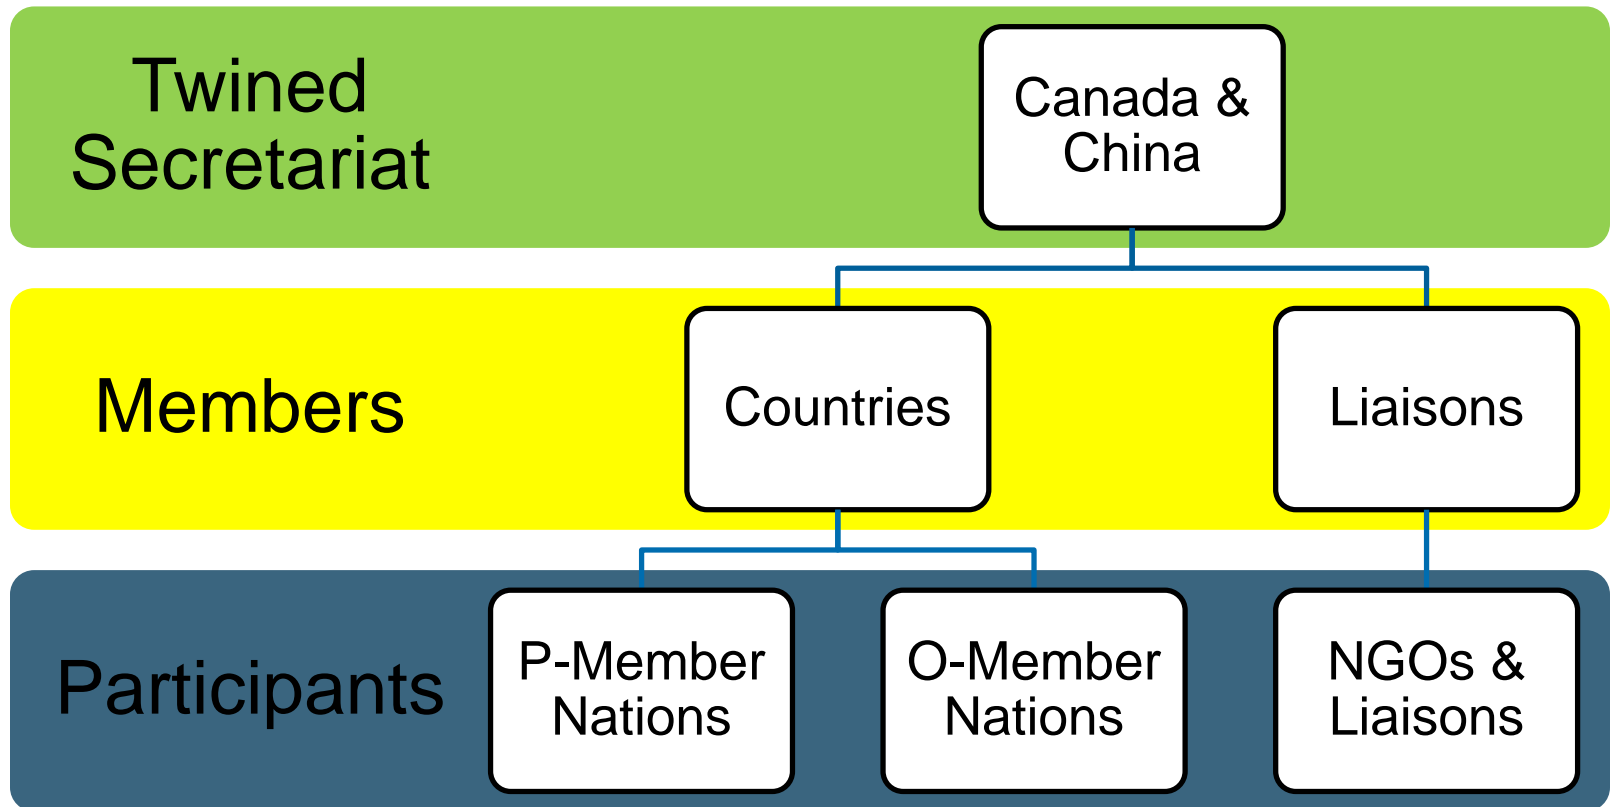 Twined
Secretariat
Canada &
China
Members
Countries
Liaisons
Participants
P-Member
Nations
O-Member
Nations
NGOs &
Liaisons